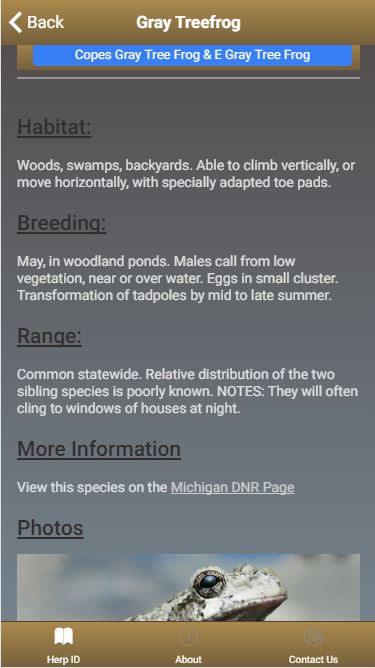 Back
Gray Treefrog
Copes Gray Tree Frog & E Gray Tree Frog
Habitat:
Woods, swamps, backyards. Able to climb vertically, or
move horizontally, with specially adapted toe pads.
Breeding:
May, in woodland ponds. Males call from low
vegetation, near or over water. Eggs in small cluster.
Transformation of tadpoles by mid to late summer.
Range:
Common statewide. Relative distribution of the two
sibling species is poorly known. NOTES: They will often
cling to windows of houses at night.
More Information
View this species on the Michigan DNR Page
Photos
Herp ID
About
Contact Us